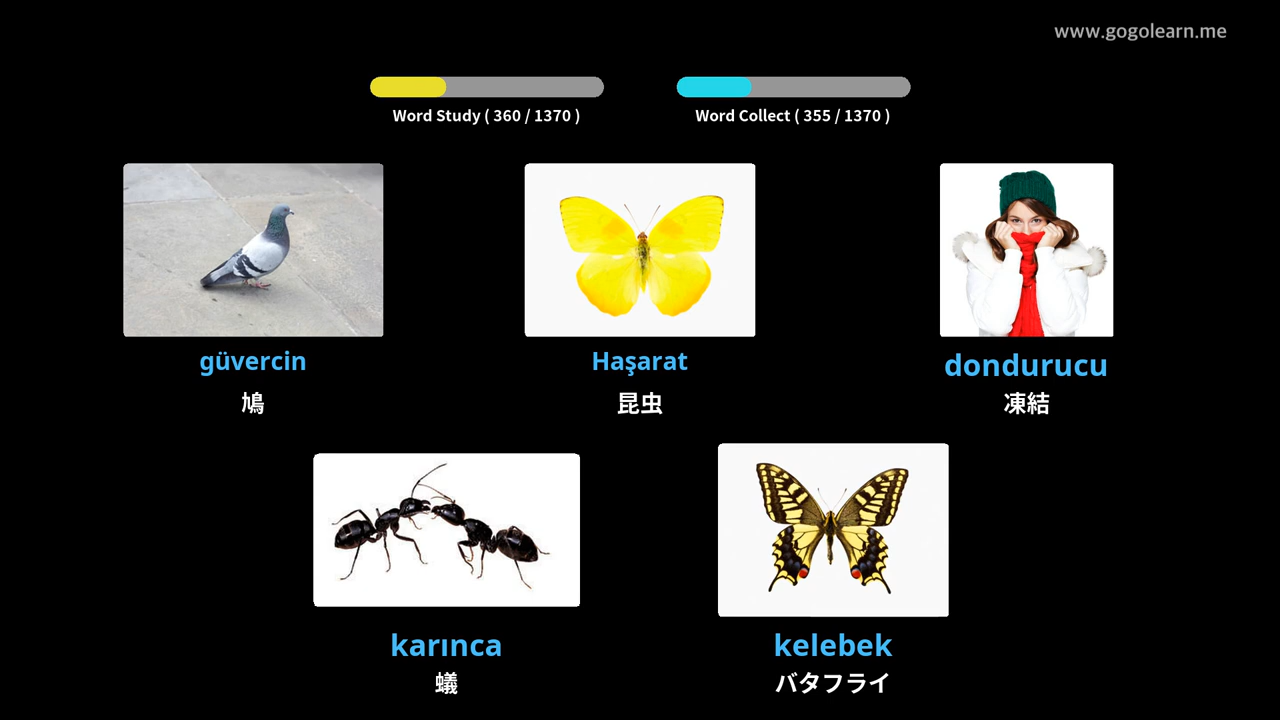 www.gogolearn.me
Word Study ( 360 / 1370 )
Word Collect ( 355 / 1370 )
güvercin
鳩
Haşarat
昆虫
dondurucu
凍結
karınca
蟻
kelebek
バタフライ